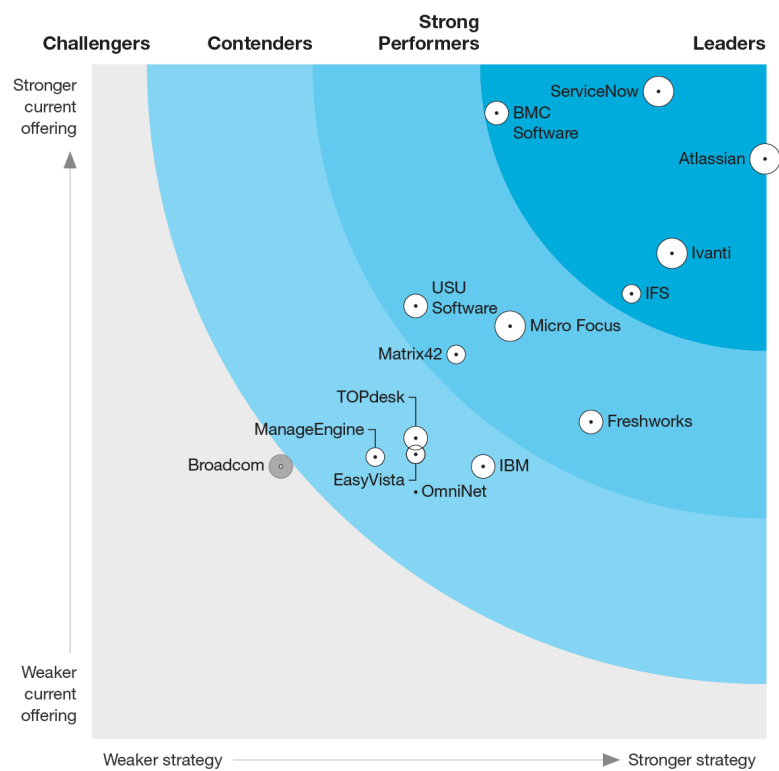 Challengers
Contenders
Strong
Performers
Leaders
Stronger
current
offering
ServiceNow
BMC
Software
Atlassian
Ivanti
IFS
USU
Software
Micro Focus
Matrix42
TOPdesk
Freshworks
ManageEngine
Broadcom
IBM
EasyVista
OmniNet
Weaker
current
offering
Weaker strategy
Stronger strategy